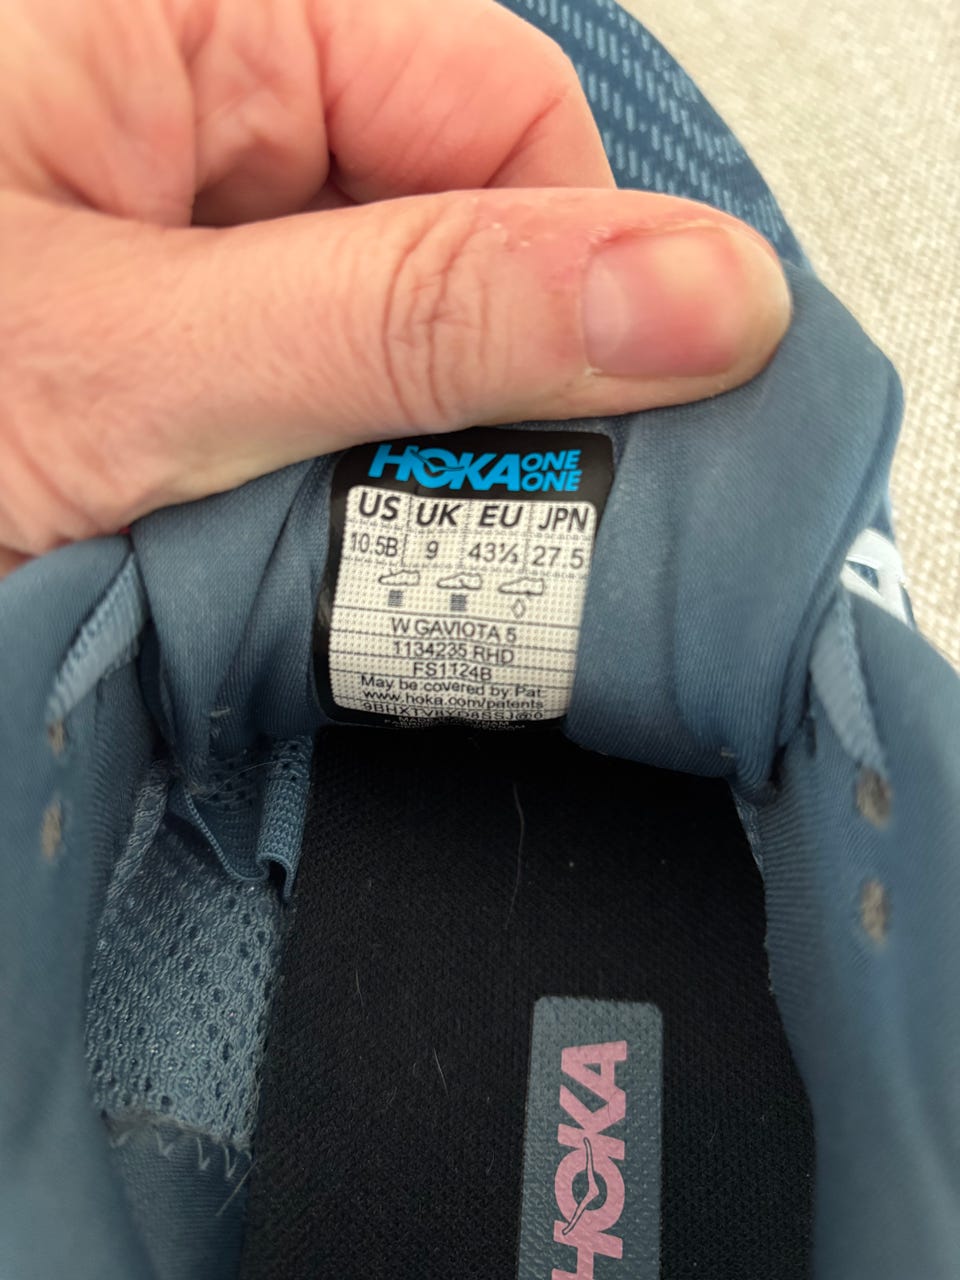 HOKA ONE ONE
US UK EU JPN
10.5B 9 43⅓ 27.5
W GAVIOTA 5
1134235 RHD
FS1124B
May be covered by Pat
www.hoka.com/patents
HOKA